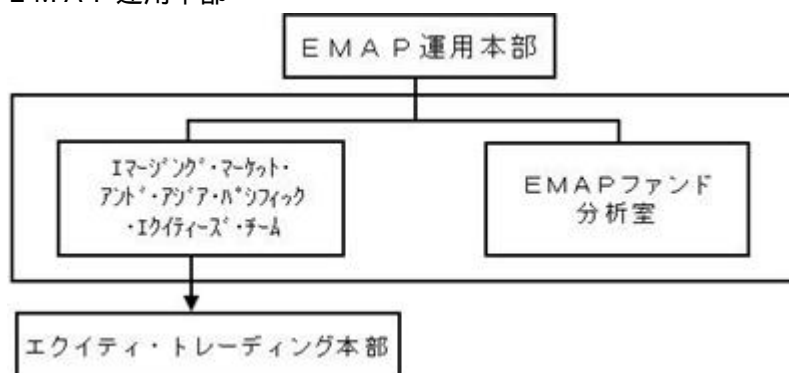 ＥＭＡＰ運用本部
ｴﾏｰｼﾞﾝｸﾞ・ﾏｰｹｯﾄ・
ｱﾝﾄﾞ・ｱｼﾞｱ・ﾊﾟｼﾌｨｯｸ
・ｴｸｲﾃｨｰｽﾞ・ﾁｰﾑ
ＥＭＡＰファンド
分析室
エクイティ・トレーディング本部